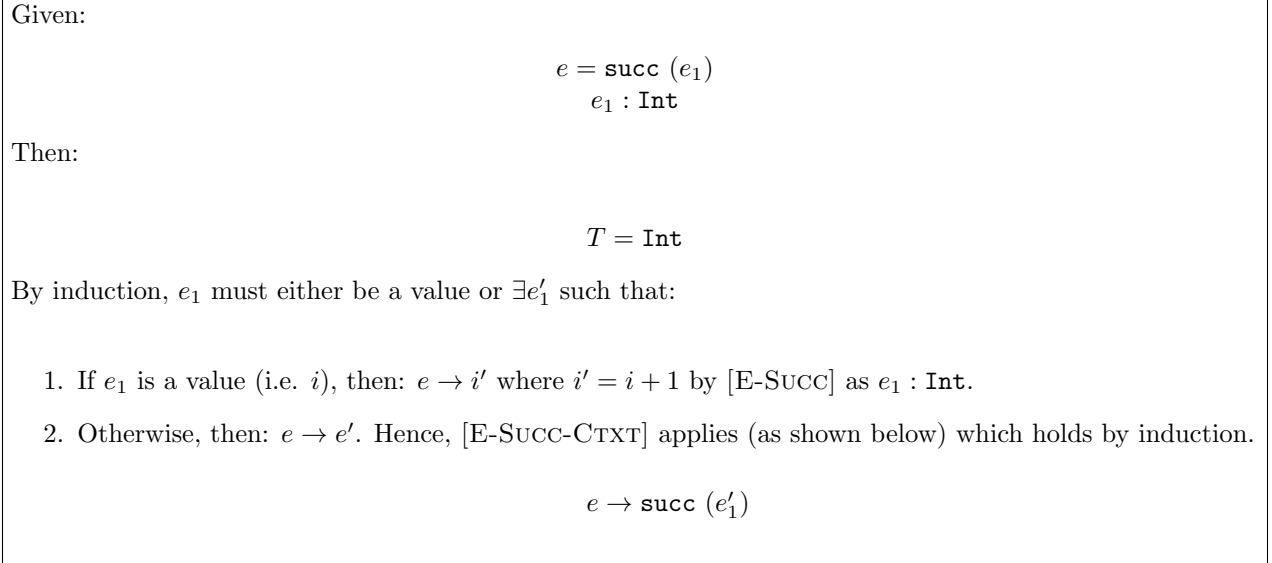 Given:
e = succ (e₁)
e₁ : Int
Then:
T = Int
By induction, e₁ must either be a value or ∃e₁′ such that:
1. If e₁ is a value (i.e. i), then: e → i′ where i′ = i + 1 by [E-Succ] as e₁ : Int.
2. Otherwise, then: e → e′. Hence, [E-Succ-Ctxt] applies (as shown below) which holds by induction.
e → succ (e₁′)